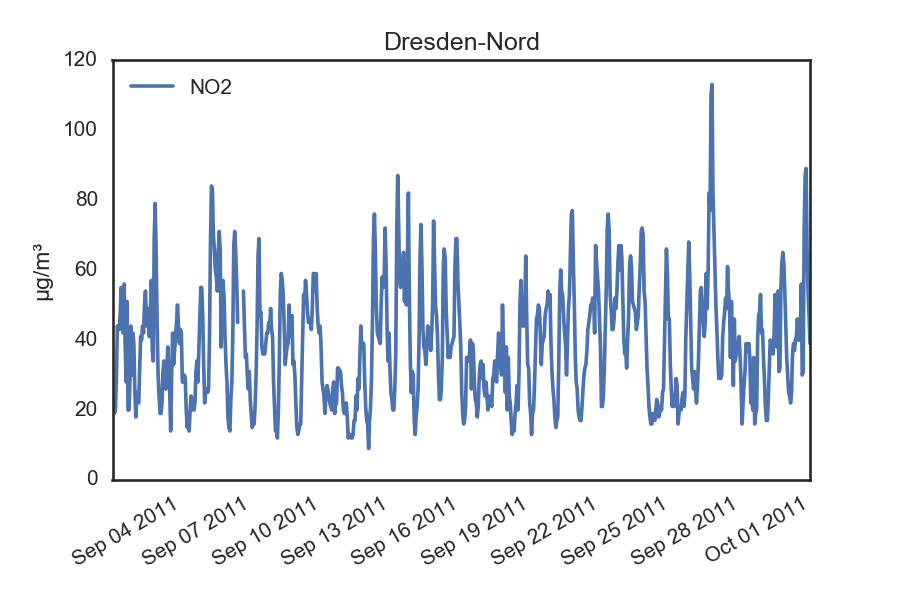 Dresden-Nord
µg/m³
120
100
80
60
40
20
0
NO2
Sep 04 2011
Sep 07 2011
Sep 10 2011
Sep 13 2011
Sep 16 2011
Sep 19 2011
Sep 22 2011
Sep 25 2011
Sep 28 2011
Oct 01 2011